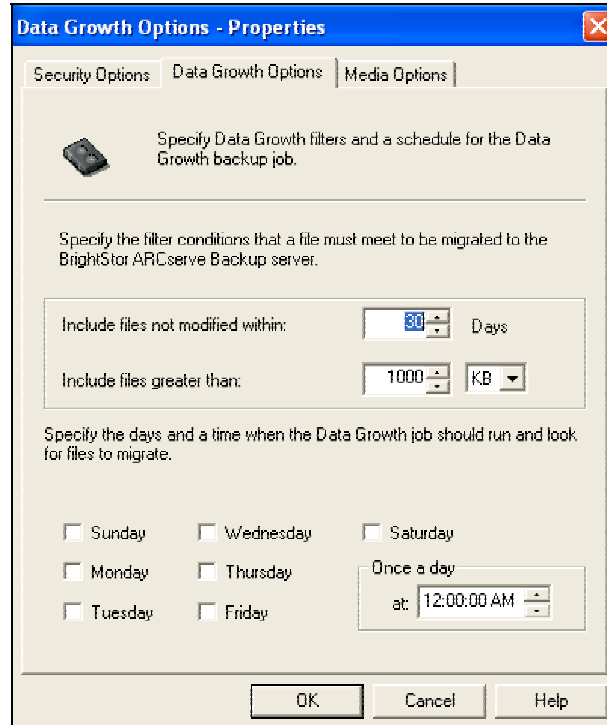 Data Growth Options - Properties
Security Options Data Growth Options Media Options
Specify Data Growth filters and a schedule for the Data
Growth backup job.
Specify the filter conditions that a file must meet to be migrated to the
BrightStor ARCserve Backup server.
Include files not modified within: 30 Days
Include files greater than: 1000 KB
Specify the days and a time when the Data Growth job should run and look
for files to migrate.
Sunday Wednesday Saturday
Monday Thursday Once a day
Tuesday Friday at: 12:00:00 AM
OK Cancel Help